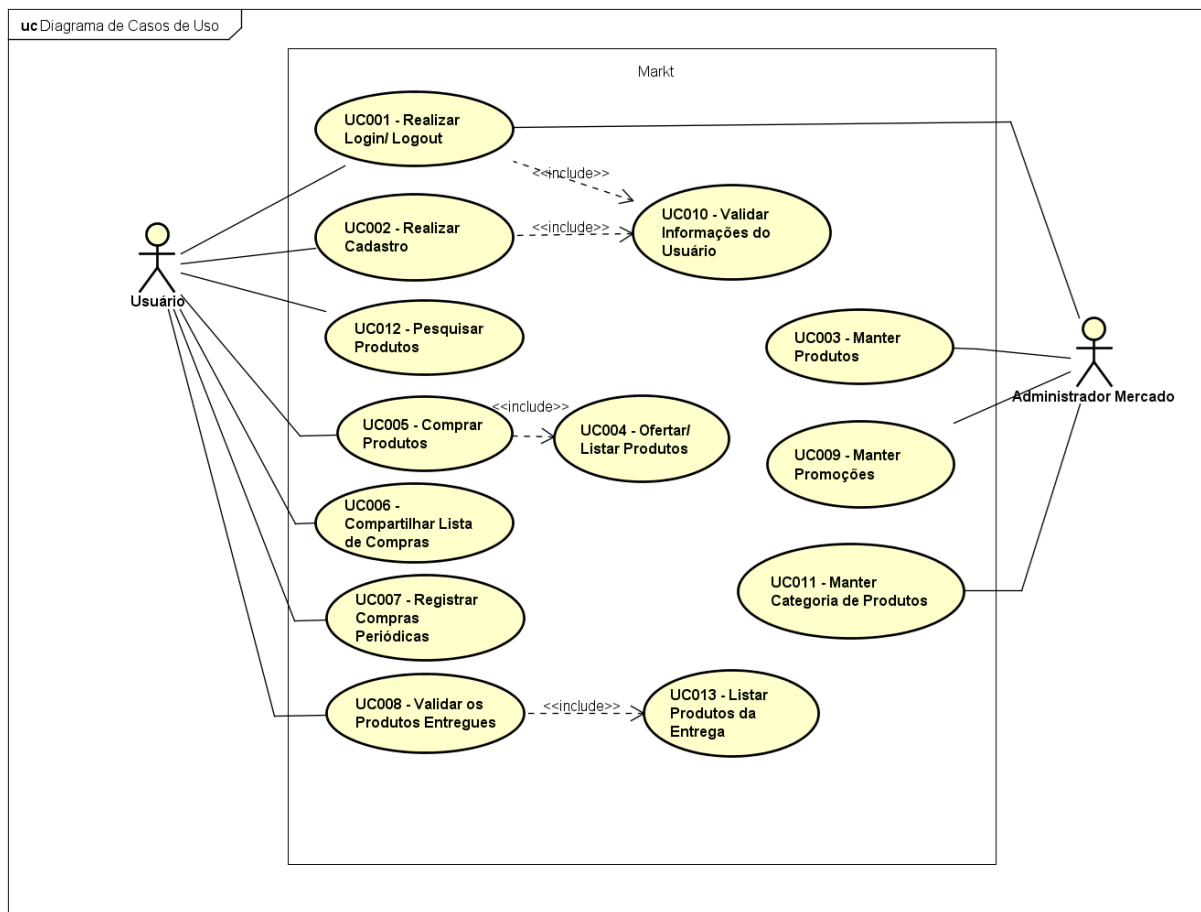 uc Diagrama de Casos de Uso
Markt
UC001 - Realizar
Login/ Logout
<<include>>
UC002 - Realizar
Cadastro
<<include>>
UC010 - Validar
Informações do
Usuário
Usuário
UC012 - Pesquisar
Produtos
UC003 - Manter
Produtos
Administrador Mercado
UC005 - Comprar
Produtos
<<include>>
UC004 - Ofertar/
Listar Produtos
UC009 - Manter
Promoções
UC006 -
Compartilhar Lista
de Compras
UC007 - Registrar
Compras
Periódicas
UC011 - Manter
Categoria de Produtos
UC008 - Validar os
Produtos Entregues
<<include>>
UC013 - Listar
Produtos da
Entrega